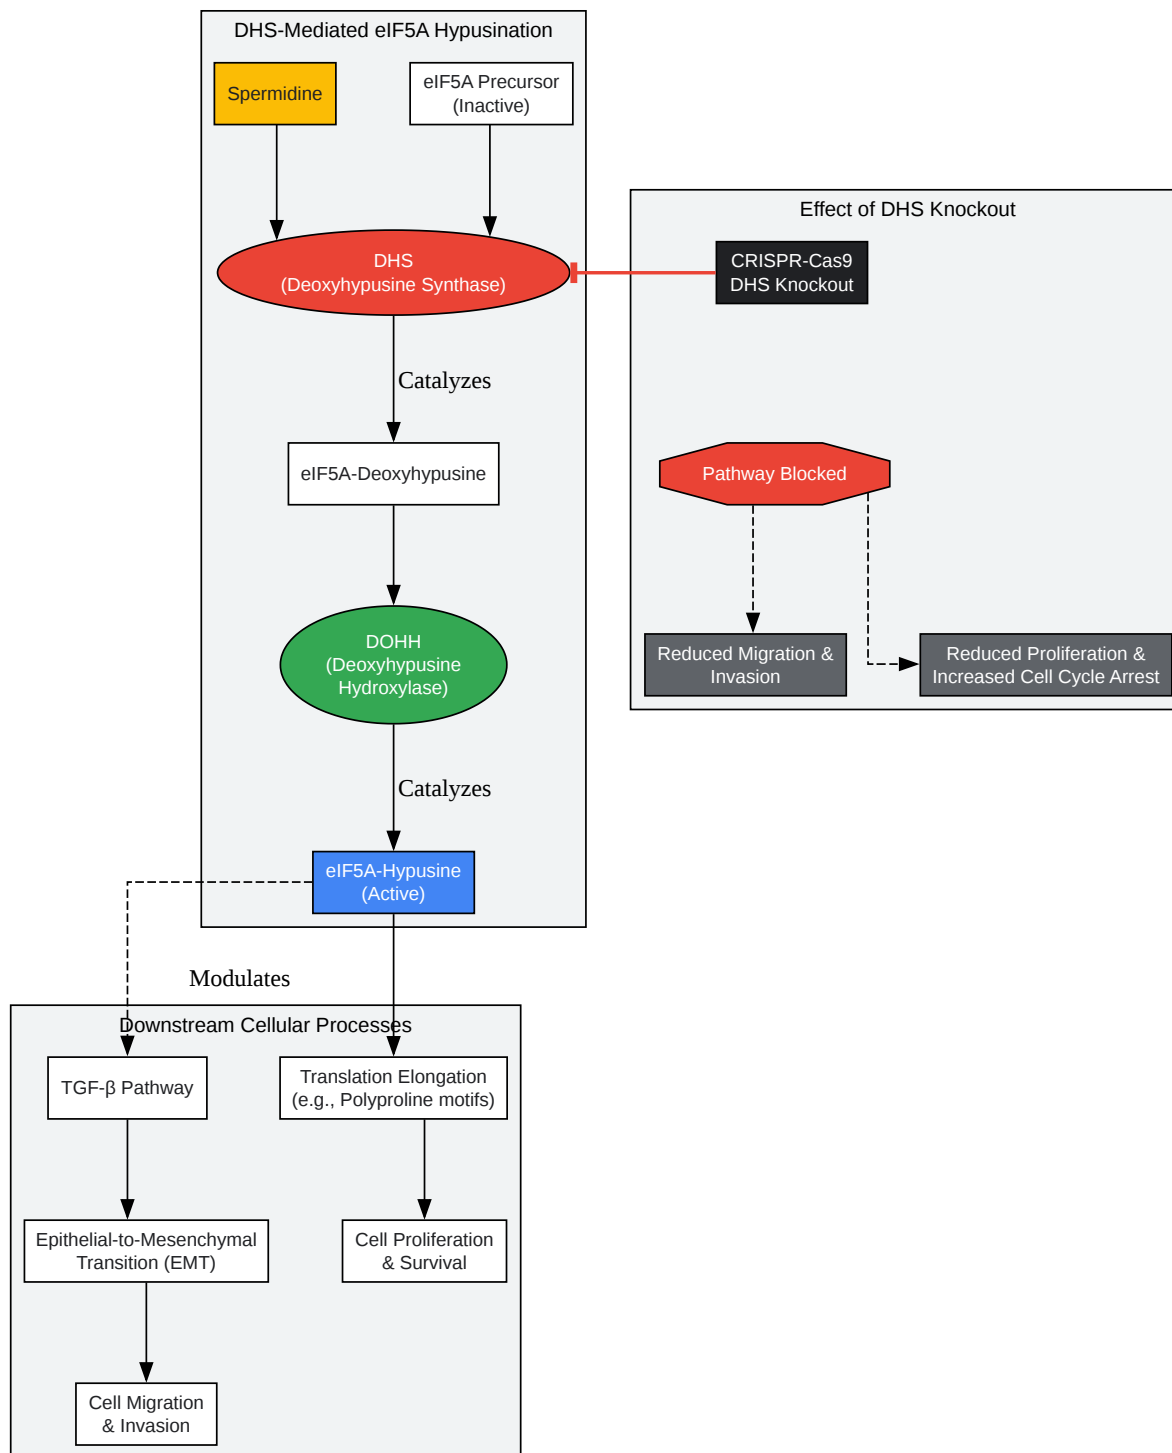 DHS-Mediated eIF5A Hypusination
Spermidine
eIF5A Precursor
(Inactive)
DHS
(Deoxyhypusine Synthase)
Catalyzes
eIF5A-Deoxyhypusine
DOHH
(Deoxyhypusine
Hydroxylase)
Catalyzes
eIF5A-Hypusine
(Active)
Effect of DHS Knockout
CRISPR-Cas9
DHS Knockout
Pathway Blocked
Reduced Migration &
Invasion
Reduced Proliferation &
Increased Cell Cycle Arrest
Modulates
Downstream Cellular Processes
TGF-β Pathway
Translation Elongation
(e.g., Polyproline motifs)
Epithelial-to-Mesenchymal
Transition (EMT)
Cell Proliferation
& Survival
Cell Migration
& Invasion